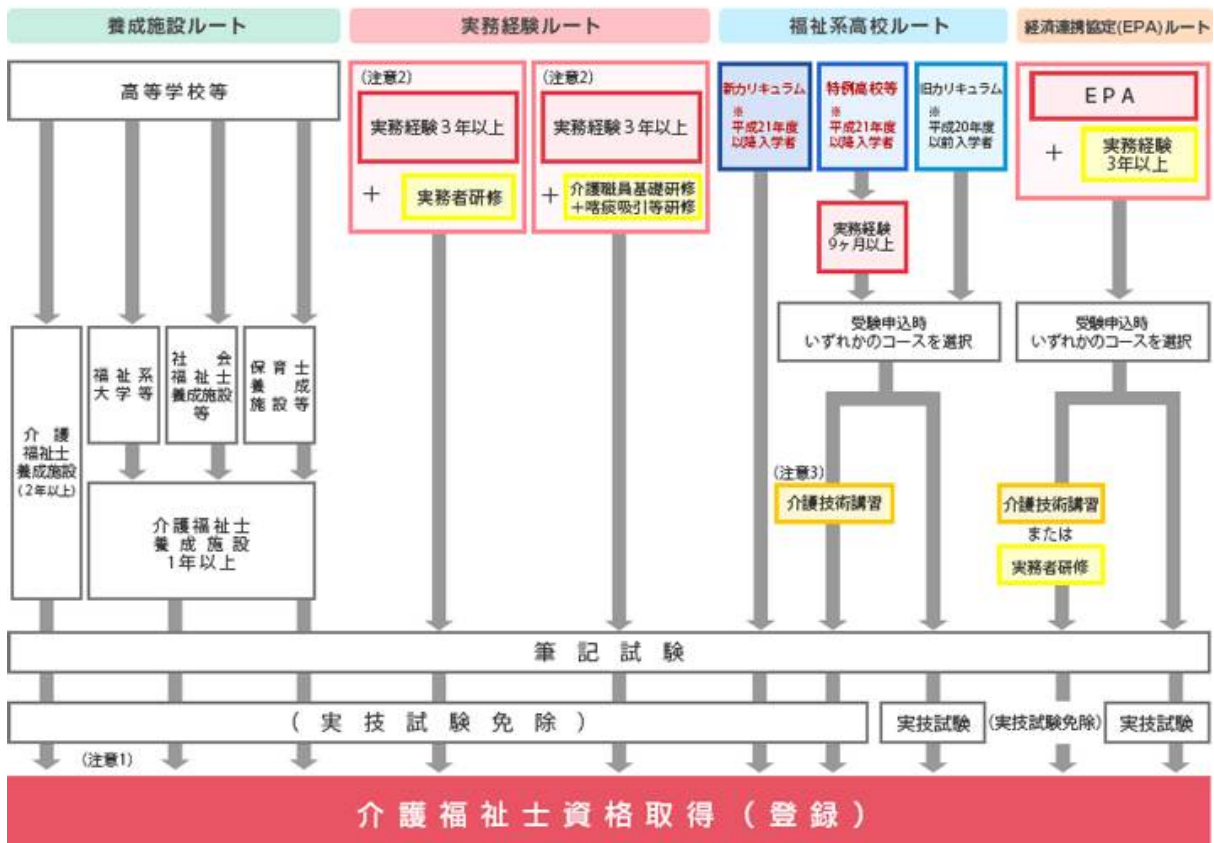 養成施設ルート
実務経験ルート
福祉系高校ルート
経済連携協定(EPA)ルート
高等学校等
(注意2)
実務経験3年以上
+
実務者研修
(注意2)
実務経験3年以上
+
介護職員基礎研修
+喀痰吸引等研修
新カリキュラム
※
平成21年度
以降入学者
特例高校等
※
平成21年度
以降入学者
旧カリキュラム
※
平成20年度
以前入学者
EPA
+
実務経験
3年以上
実務経験
9ヶ月以上
受験申込時
いずれかのコースを選択
受験申込時
いずれかのコースを選択
介護
福祉士
養成施設
(2年以上)
福祉系
大学等
社会
福祉士
養成施設
等
保育士
養成
施設等
介護福祉士
養成施設
1年以上
(注意3)
介護技術講習
介護技術講習
または
実務者研修
筆記試験
(実技試験免除)
実技試験
(実技試験免除)
実技試験
(注意1)
介護福祉士資格取得(登録)